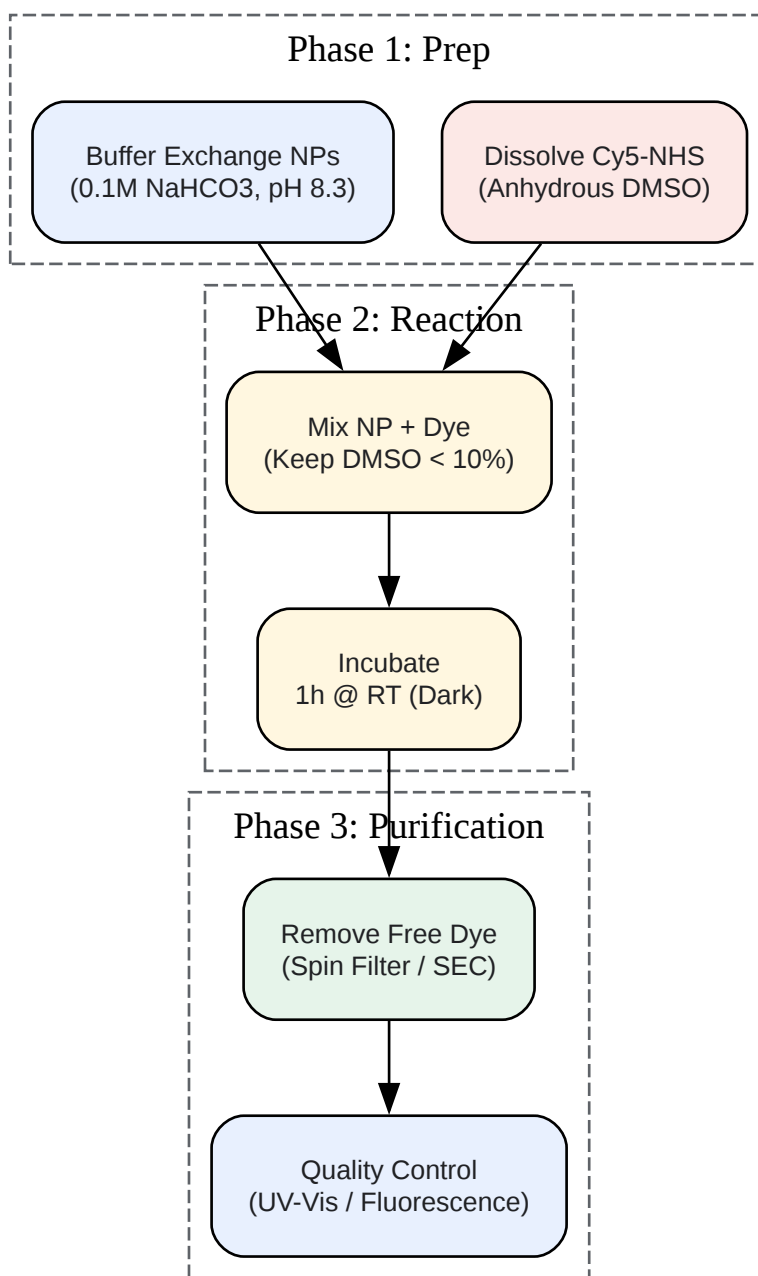 Phase 1: Prep
Buffer Exchange NPs
(0.1M NaHCO3, pH 8.3)
Dissolve Cy5-NHS
(Anhydrous DMSO)
Phase 2: Reaction
Mix NP + Dye
(Keep DMSO < 10%)
Incubate
1h @ RT (Dark)
Phase 3: Purification
Remove Free Dye
(Spin Filter / SEC)
Quality Control
(UV-Vis / Fluorescence)